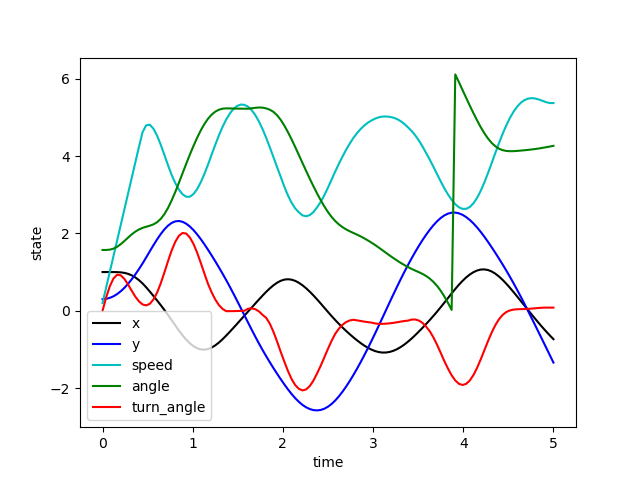 6
4
2
0
−2
state
x
y
speed
angle
turn_angle
0 1 2 3 4 5
time